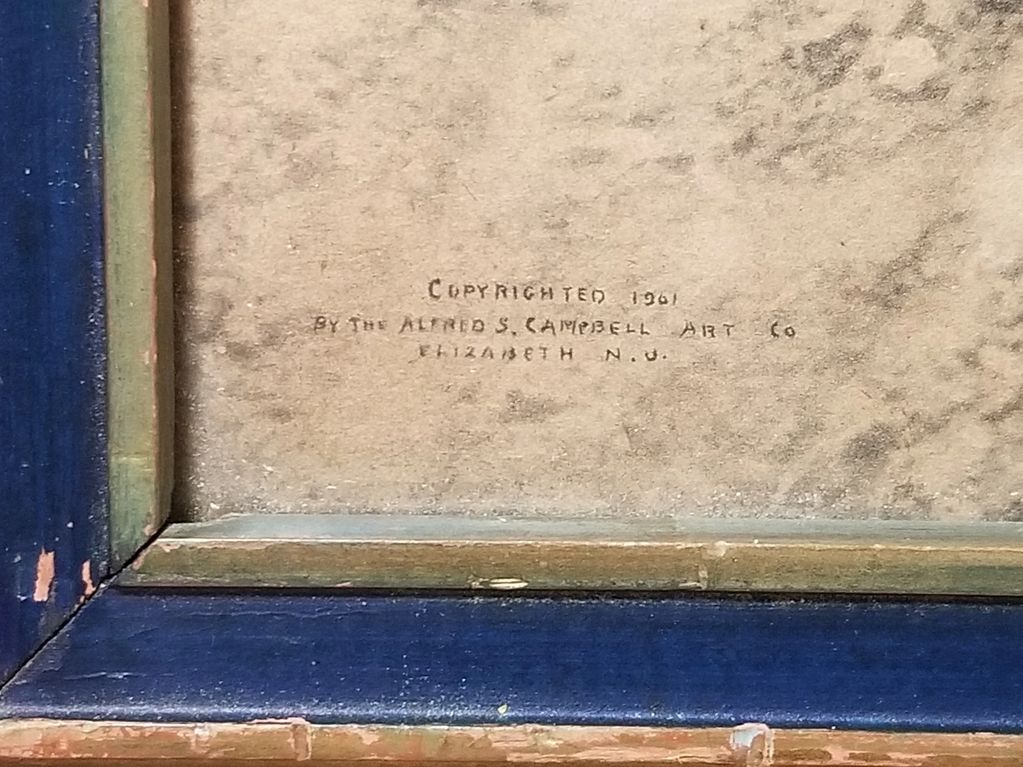 COPYRIGHTED 1901
BY THE ALFRED S. CAMPBELL ART CO
ELIZABETH N.J.